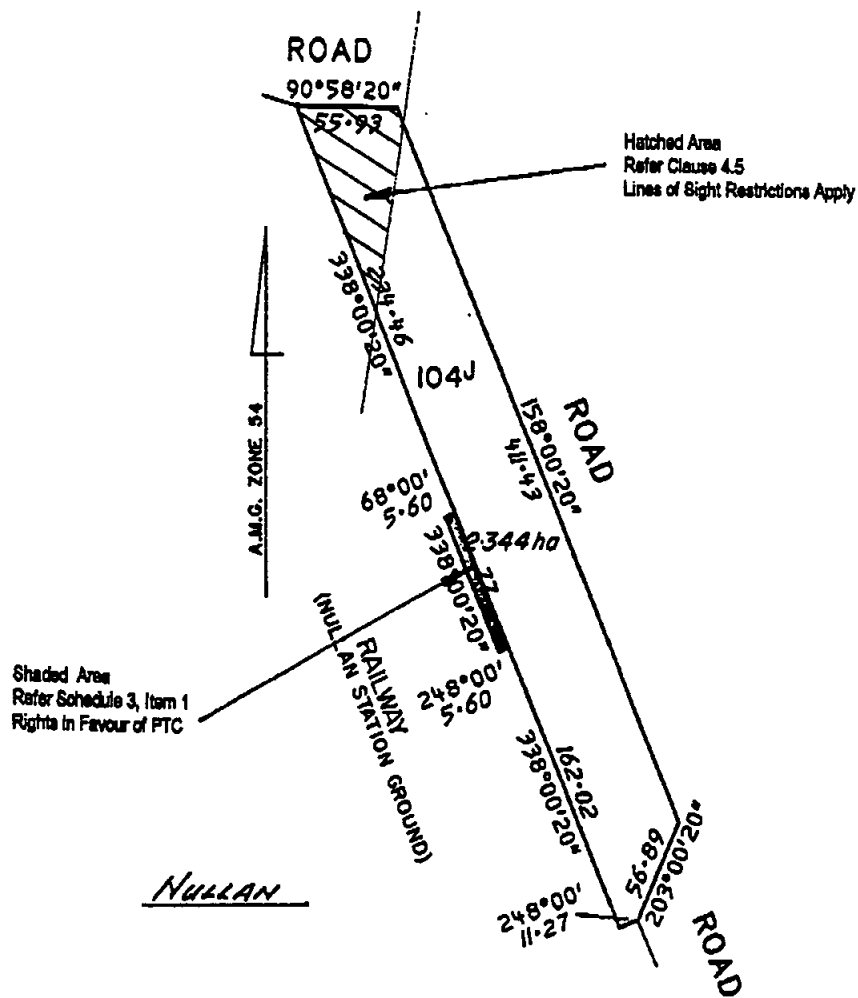 ROAD
90°58'20"
55·93
Hatched Area
Refer Clause 4.5
Lines of Sight Restrictions Apply
234·46
338°00'20"
104J
A.M.G. ZONE 54
ROAD
158°00'20"
411·43
68°00'
5·60
·344ha
77
338°00'20"
Shaded Area
Refer Schedule 3, Item 1
Rights in Favour of PTC
RAILWAY
(NULLAN STATION GROUND)
248°00'
5·60
162·02
338°00'20"
NULLAN
56·89
203°00'20"
248°00'
11·27
ROAD